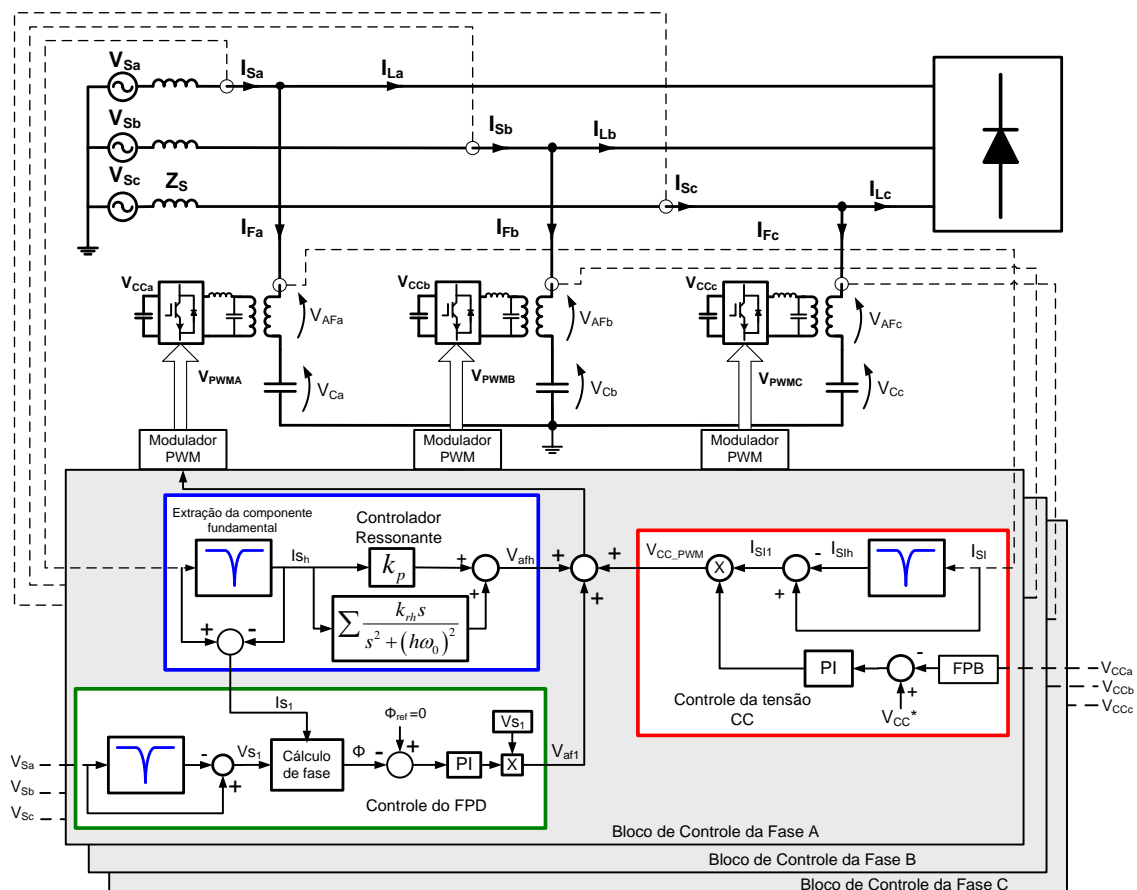 V_Sa
I_Sa
I_La
V_Sb
I_Sb
I_Lb
V_Sc
Z_S
I_Sc
I_Lc
I_Fa
I_Fb
I_Fc
V_CCa
V_AFa
V_CCb
V_AFb
V_CCc
V_AFc
V_PWMA
V_Ca
V_PWMB
V_Cb
V_PWMC
V_Cc
Modulador
PWM
Modulador
PWM
Modulador
PWM
Extração da componente
fundamental
Is_h
Controlador
Ressonante
k_p
+
+
V_afh
+
+
+
∑ k_rh s / (s² + (hω₀)²)
+
-
V_CC_PWM
X
I_SI1
-
+
I_SIh
I_SI
PI
-
+
FPB
V_CC*
Controle da tensão
CC
V_CCa
V_CCb
V_CCc
Is_1
V_Sa
V_Sb
V_Sc
-
+
Vs_1
Cálculo
de fase
Φ
Φ_ref=0
-
+
PI
Vs_1
X
V_af1
Controle do FPD
Bloco de Controle da Fase A
Bloco de Controle da Fase B
Bloco de Controle da Fase C